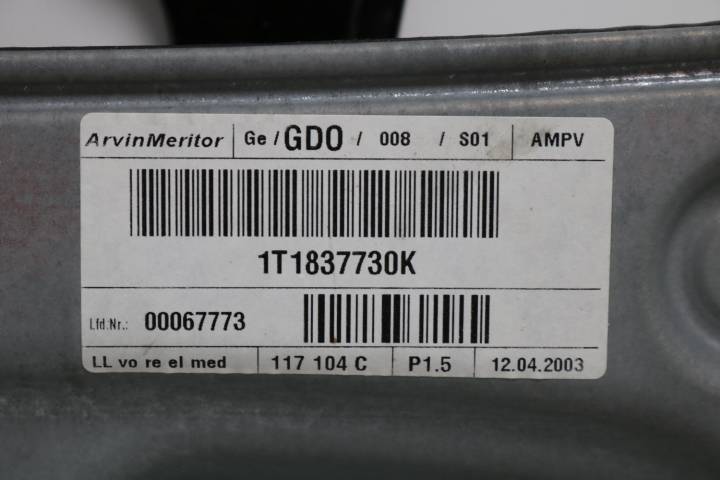 ArvinMeritor Ge / GDO / 008 / S01 AMPV
1T1837730K
Lfd.Nr.: 00067773
LL vo re el med 117 104 C P1.5 12.04.2003